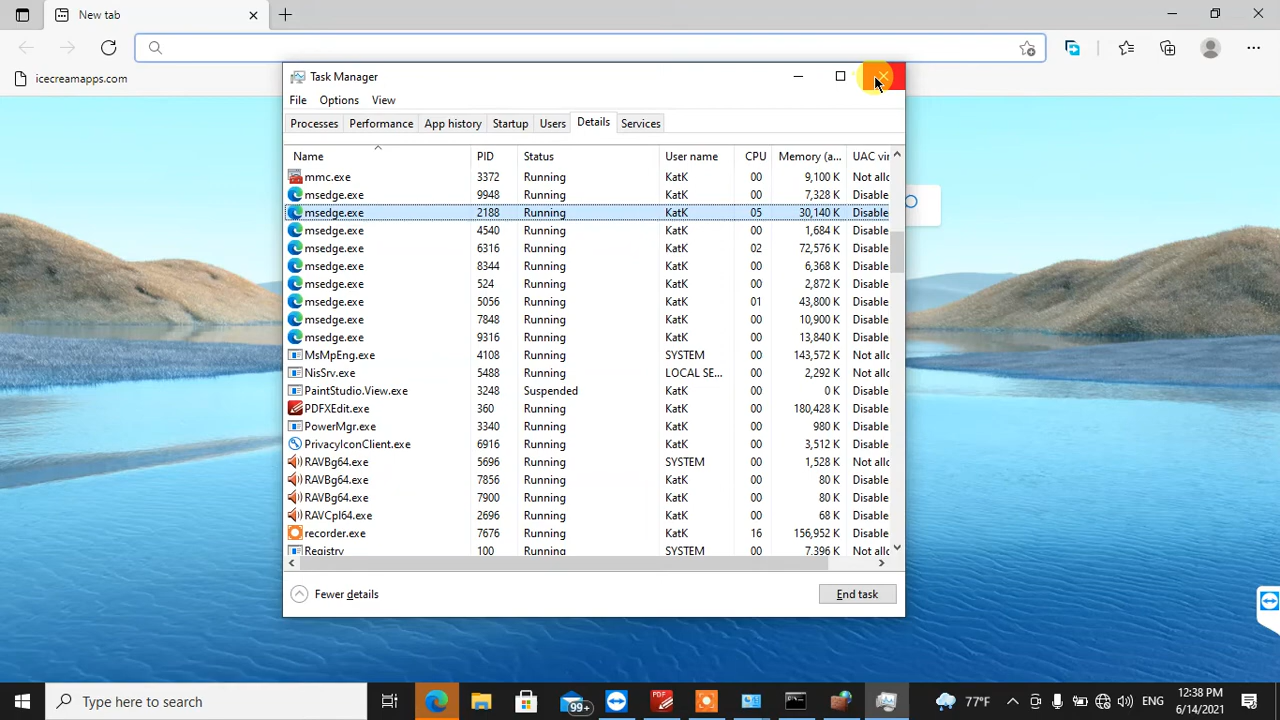 New tab
icecreamapps.com
Task Manager
File Options View
Processes Performance App history Startup Users Details Services
Name PID Status User name CPU Memory (a... UAC vir
mmc.exe 3372 Running KatK 00 9,100 K Not allo
msedge.exe 9948 Running KatK 00 7,328 K Disable
msedge.exe 2188 Running KatK 05 30,140 K Disable
msedge.exe 4540 Running KatK 00 1,684 K Disable
msedge.exe 6316 Running KatK 02 72,576 K Disable
msedge.exe 8344 Running KatK 00 6,368 K Disable
msedge.exe 524 Running KatK 00 2,872 K Disable
msedge.exe 5056 Running KatK 01 43,800 K Disable
msedge.exe 7848 Running KatK 00 10,900 K Disable
msedge.exe 9316 Running KatK 00 13,840 K Disable
MsMpEng.exe 4108 Running SYSTEM 00 143,572 K Not allo
NisSrv.exe 5488 Running LOCAL SE... 00 2,292 K Not allo
PaintStudio.View.exe 3248 Suspended KatK 00 0 K Disable
PDFXEdit.exe 360 Running KatK 00 180,428 K Disable
PowerMgr.exe 3340 Running KatK 00 980 K Disable
PrivacyIconClient.exe 6916 Running KatK 00 3,512 K Disable
RAVBg64.exe 5696 Running SYSTEM 00 1,528 K Not allo
RAVBg64.exe 7856 Running KatK 00 80 K Disable
RAVBg64.exe 7900 Running KatK 00 80 K Disable
RAVCpl64.exe 2696 Running KatK 00 68 K Disable
recorder.exe 7676 Running KatK 16 156,952 K Disable
Registry 100 Running SYSTEM 00 7,396 K Not allo
Fewer details End task
Type here to search 99+ PDF 77°F ENG 12:38 PM
6/14/2021